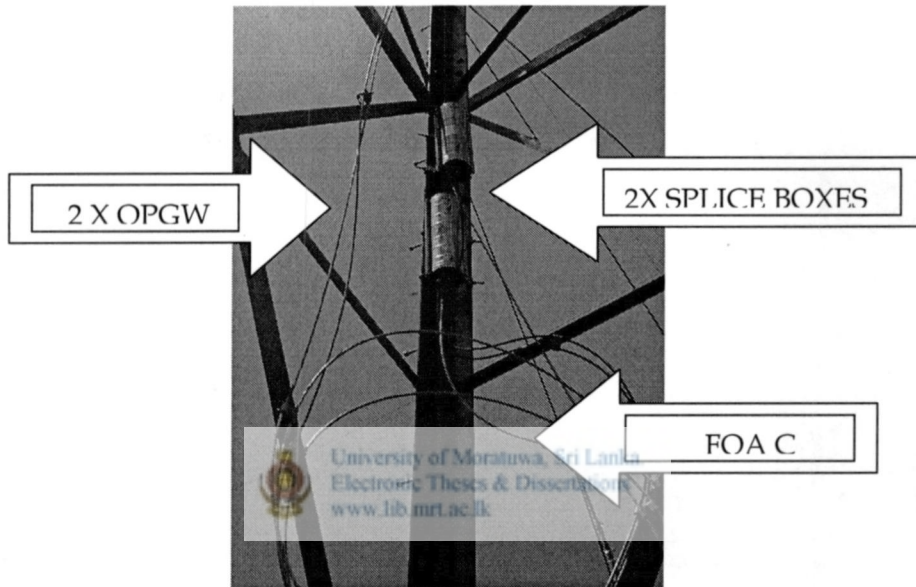 2 X OPGW
2X SPLICE BOXES
FOA C
University of Moratuwa, Sri Lanka.
Electronic Theses & Dissertations
www.lib.mrt.ac.lk